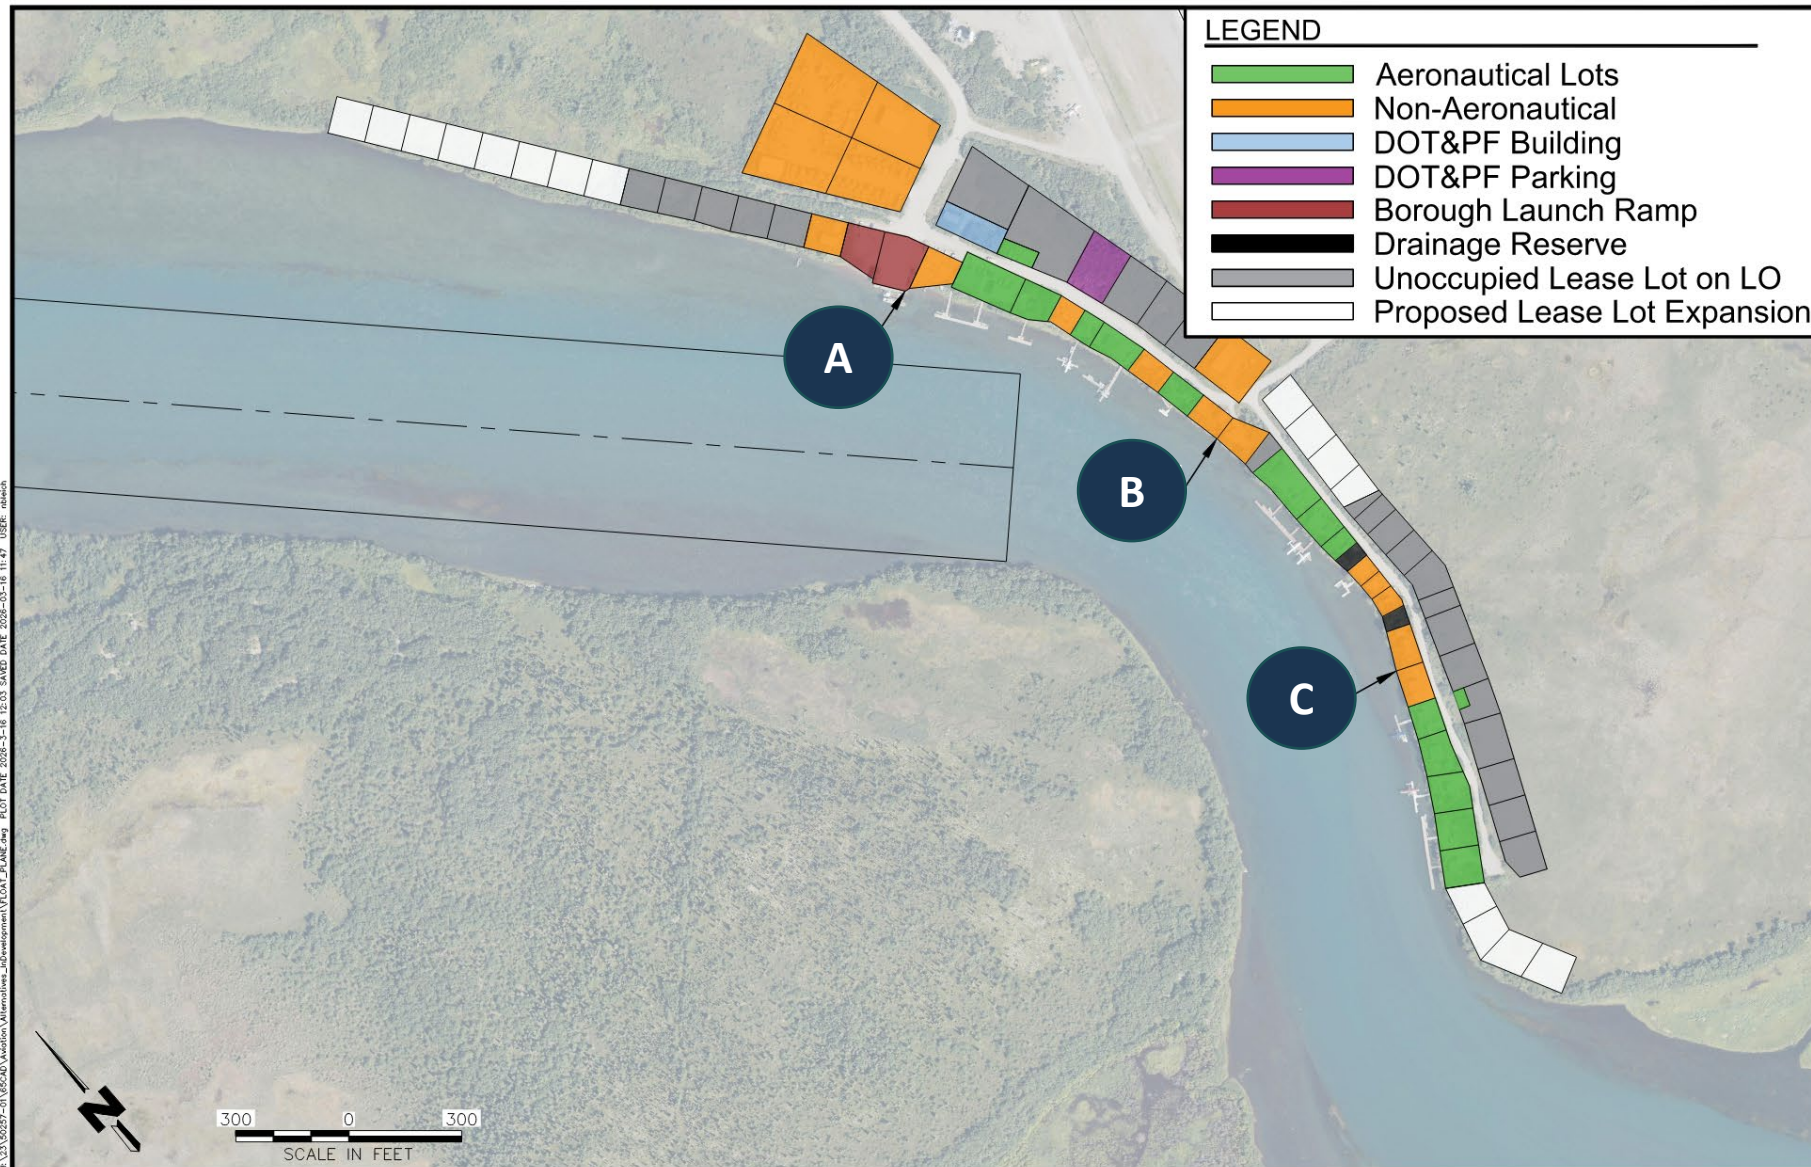 LEGEND
Aeronautical Lots
Non-Aeronautical
DOT&PF Building
DOT&PF Parking
Borough Launch Ramp
Drainage Reserve
Unoccupied Lease Lot on LO
Proposed Lease Lot Expansion
A
B
C
N
300 0 300
SCALE IN FEET